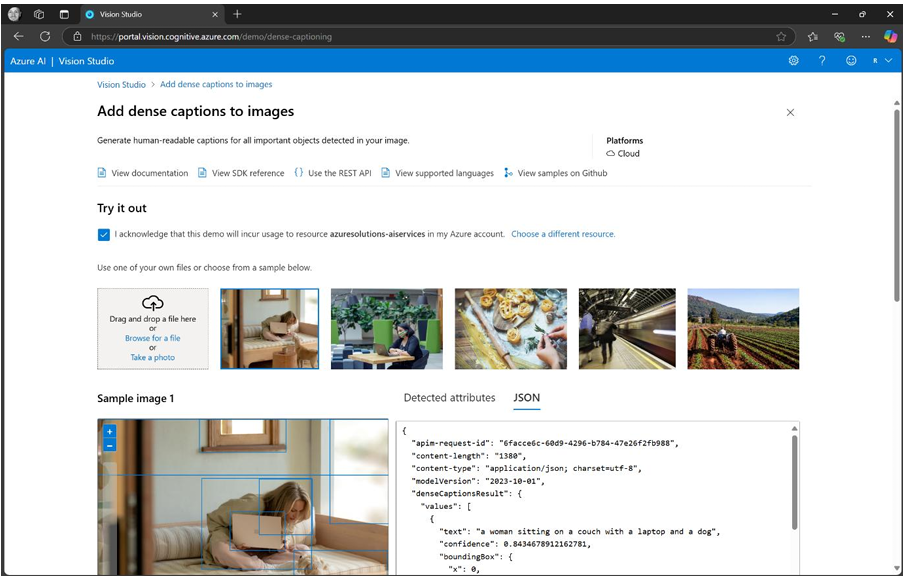 Vision Studio
https://portal.vision.cognitive.azure.com/demo/dense-captioning
Azure AI | Vision Studio
R
Vision Studio > Add dense captions to images
Add dense captions to images
Generate human-readable captions for all important objects detected in your image.
Platforms
Cloud
View documentation View SDK reference {} Use the REST API View supported languages View samples on Github
Try it out
I acknowledge that this demo will incur usage to resource azuresolutions-aiservices in my Azure account. Choose a different resource.
Use one of your own files or choose from a sample below.
Drag and drop a file here
or
Browse for a file
or
Take a photo
Sample image 1
Detected attributes JSON
{
"apim-request-id": "6facce6c-60d9-4296-b784-47e26f2fb988",
"content-length": "1380",
"content-type": "application/json; charset=utf-8",
"modelVersion": "2023-10-01",
"denseCaptionsResult": {
"values": [
{
"text": "a woman sitting on a couch with a laptop and a dog",
"confidence": 0.8434678912162781,
"boundingBox": {
"x": 0,